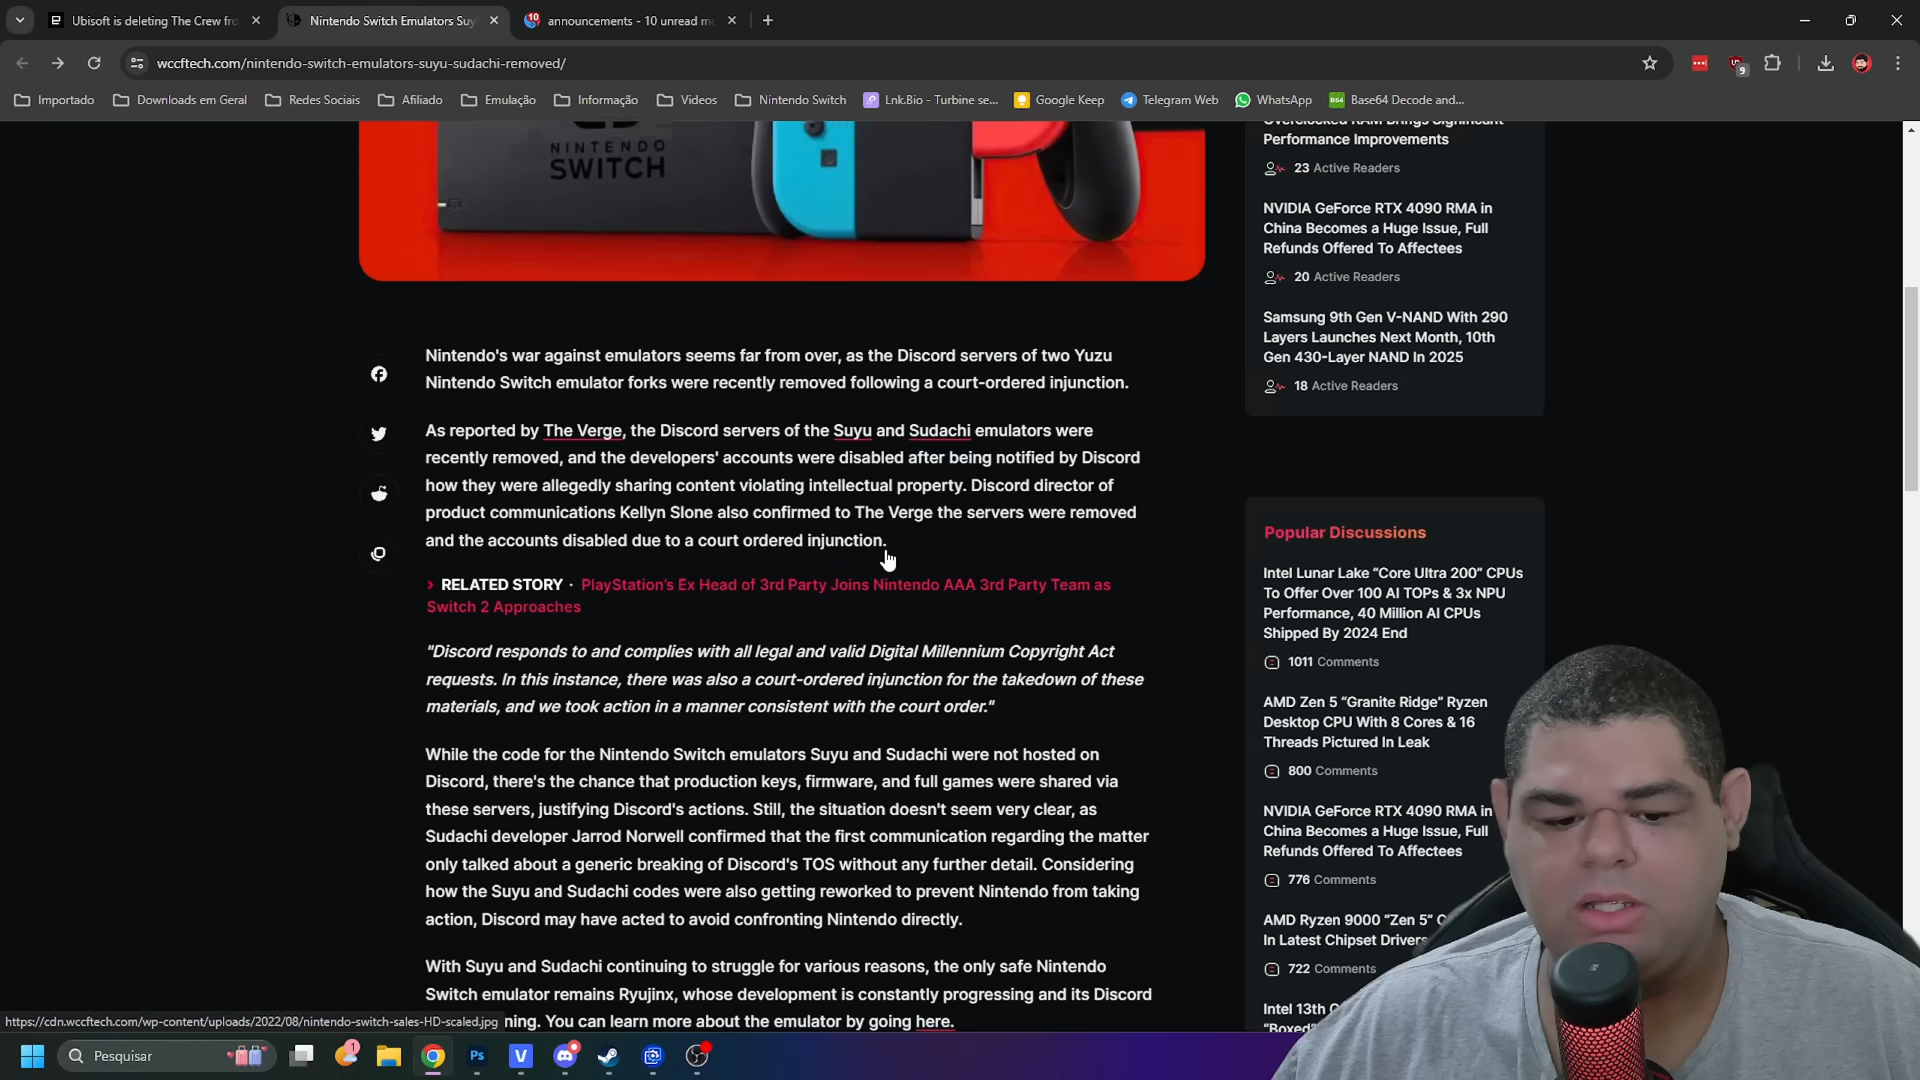 Ubisoft is deleting The Crew fro
Nintendo Switch Emulators Suy
10
announcements - 10 unread m
wccftech.com/nintendo-switch-emulators-suyu-sudachi-removed/
9
Importado
Downloads em Geral
Redes Sociais
Afiliado
Emulação
Informação
Videos
Nintendo Switch
Lnk.Bio - Turbine se...
Google Keep
Telegram Web
WhatsApp
B64
Base64 Decode and...
NINTENDO
SWITCH
Nintendo's war against emulators seems far from over, as the Discord servers of two Yuzu
Nintendo Switch emulator forks were recently removed following a court-ordered injunction.
As reported by The Verge, the Discord servers of the Suyu and Sudachi emulators were
recently removed, and the developers' accounts were disabled after being notified by Discord
how they were allegedly sharing content violating intellectual property. Discord director of
product communications Kellyn Slone also confirmed to The Verge the servers were removed
and the accounts disabled due to a court ordered injunction.
> RELATED STORY · PlayStation's Ex Head of 3rd Party Joins Nintendo AAA 3rd Party Team as
Switch 2 Approaches
"Discord responds to and complies with all legal and valid Digital Millennium Copyright Act
requests. In this instance, there was also a court-ordered injunction for the takedown of these
materials, and we took action in a manner consistent with the court order."
While the code for the Nintendo Switch emulators Suyu and Sudachi were not hosted on
Discord, there's the chance that production keys, firmware, and full games were shared via
these servers, justifying Discord's actions. Still, the situation doesn't seem very clear, as
Sudachi developer Jarrod Norwell confirmed that the first communication regarding the matter
only talked about a generic breaking of Discord's TOS without any further detail. Considering
how the Suyu and Sudachi codes were also getting reworked to prevent Nintendo from taking
action, Discord may have acted to avoid confronting Nintendo directly.
With Suyu and Sudachi continuing to struggle for various reasons, the only safe Nintendo
Switch emulator remains Ryujinx, whose development is constantly progressing and its Discord
ning. You can learn more about the emulator by going here.
Overclocked RAM Brings Significant
Performance Improvements
23 Active Readers
NVIDIA GeForce RTX 4090 RMA in
China Becomes a Huge Issue, Full
Refunds Offered To Affectees
20 Active Readers
Samsung 9th Gen V-NAND With 290
Layers Launches Next Month, 10th
Gen 430-Layer NAND In 2025
18 Active Readers
Popular Discussions
Intel Lunar Lake “Core Ultra 200” CPUs
To Offer Over 100 AI TOPs & 3x NPU
Performance, 40 Million AI CPUs
Shipped By 2024 End
1011 Comments
AMD Zen 5 “Granite Ridge” Ryzen
Desktop CPU With 8 Cores & 16
Threads Pictured In Leak
800 Comments
NVIDIA GeForce RTX 4090 RMA in
China Becomes a Huge Issue, Full
Refunds Offered To Affectees
776 Comments
AMD Ryzen 9000 “Zen 5”
In Latest Chipset Drivers
722 Comments
Intel 13th
“Boxed”
https://cdn.wccftech.com/wp-content/uploads/2022/08/nintendo-switch-sales-HD-scaled.jpg
Pesquisar
1
Ps
V